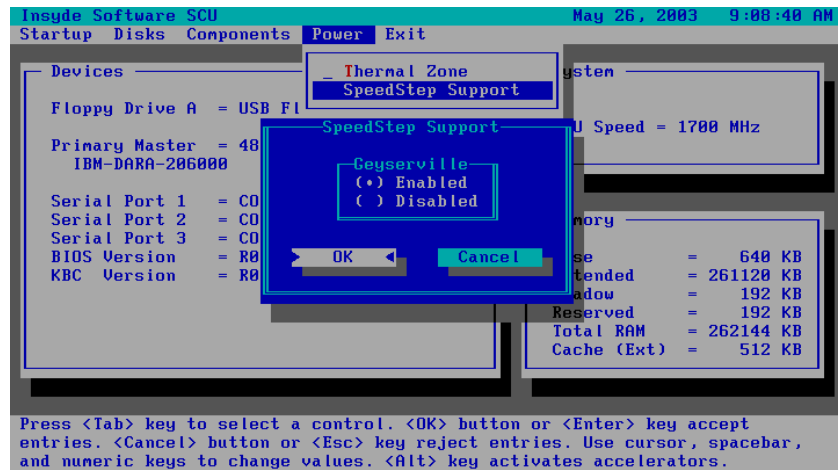 Insyde Software SCU May 26, 2003 9:08:40 AM
Startup Disks Components Power Exit
Devices
_ Thermal Zone
SpeedStep Support
ystem
Floppy Drive A = USB Fl
SpeedStep Support
U Speed = 1700 MHz
Primary Master = 48
IBM-DARA-206000
Geyserville
(•) Enabled
( ) Disabled
Serial Port 1 = CO
Serial Port 2 = CO
Serial Port 3 = CO
BIOS Version = R0
KBC Version = R0
OK Cancel
mory
se = 640 KB
tended = 261120 KB
adow = 192 KB
Reserved = 192 KB
Total RAM = 262144 KB
Cache (Ext) = 512 KB
Press <Tab> key to select a control. <OK> button or <Enter> key accept
entries. <Cancel> button or <Esc> key reject entries. Use cursor, spacebar,
and numeric keys to change values. <Alt> key activates accelerators.